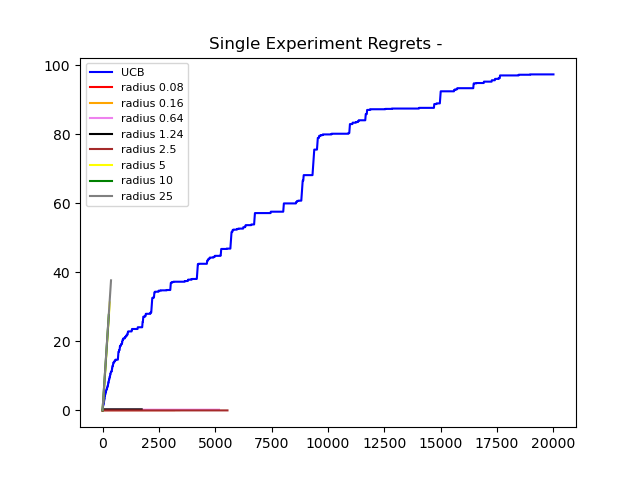 Single Experiment Regrets -
100
80
60
40
20
0
UCB
radius 0.08
radius 0.16
radius 0.64
radius 1.24
radius 2.5
radius 5
radius 10
radius 25
0 2500 5000 7500 10000 12500 15000 17500 20000